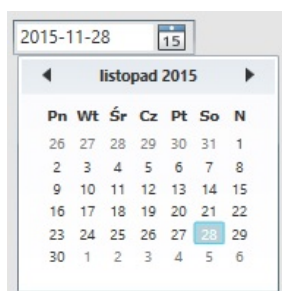 2015-11-28 15
listopad 2015
Pn Wt Śr Cz Pt So N
26 27 28 29 30 31 1
2 3 4 5 6 7 8
9 10 11 12 13 14 15
16 17 18 19 20 21 22
23 24 25 26 27 28 29
30 1 2 3 4 5 6